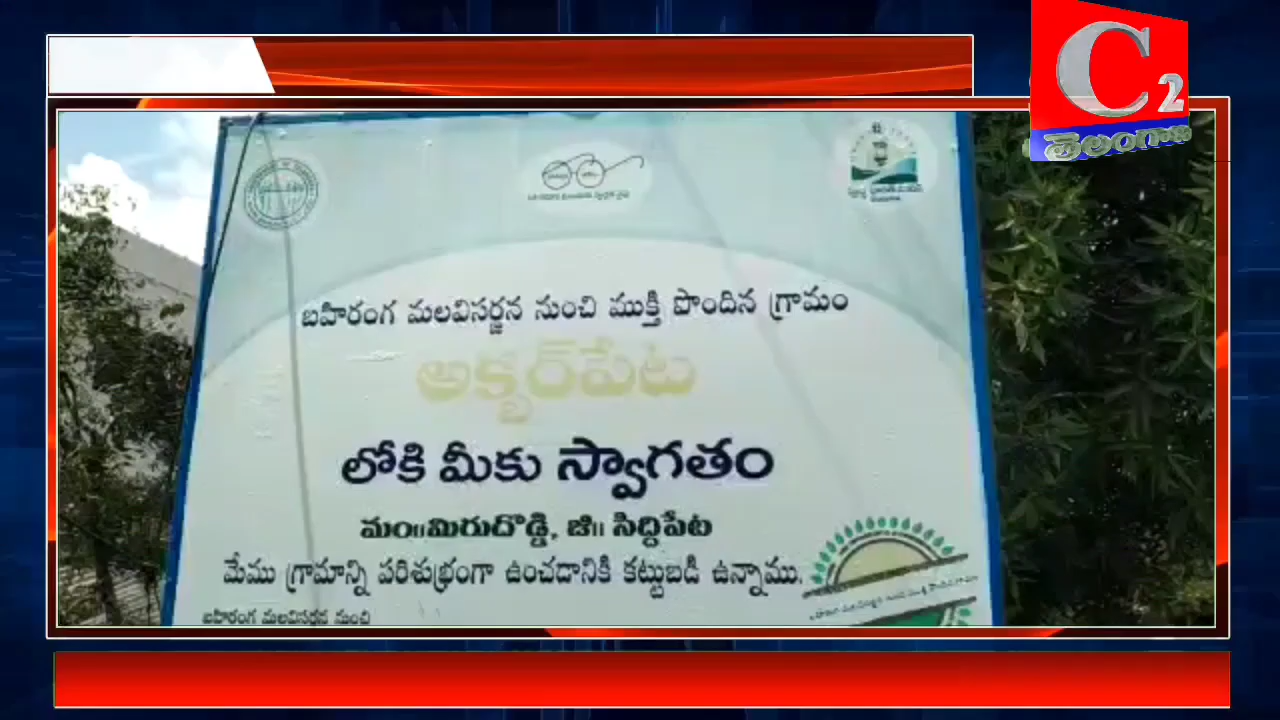 C2
తెలంగాణ
బహిరంగ మలవిసర్జన నుంచి ముక్తి పొందిన గ్రామం
అక్బర్‌పేట
లోకి మీకు స్వాగతం
మం॥మిరుదొడ్డి, జి॥ సిద్దిపేట
మేము గ్రామాన్ని పరిశుభ్రంగా ఉంచడానికి కట్టుబడి ఉన్నాము.
బహిరంగ మలవిసర్జన నుంచి